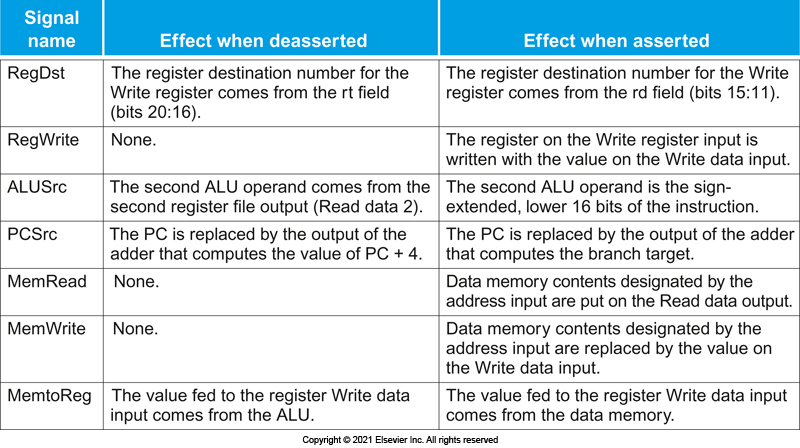 Signal
name
Effect when deasserted
Effect when asserted
RegDst
The register destination number for the
Write register comes from the rt field
(bits 20:16).
The register destination number for the Write
register comes from the rd field (bits 15:11).
RegWrite
None.
The register on the Write register input is
written with the value on the Write data input.
ALUSrc
The second ALU operand comes from the
second register file output (Read data 2).
The second ALU operand is the sign-
extended, lower 16 bits of the instruction.
PCSrc
The PC is replaced by the output of the
adder that computes the value of PC + 4.
The PC is replaced by the output of the adder
that computes the branch target.
MemRead
None.
Data memory contents designated by the
address input are put on the Read data output.
MemWrite
None.
Data memory contents designated by the
address input are replaced by the value on
the Write data input.
MemtoReg
The value fed to the register Write data
input comes from the ALU.
The value fed to the register Write data input
comes from the data memory.
Copyright © 2021 Elsevier Inc. All rights reserved